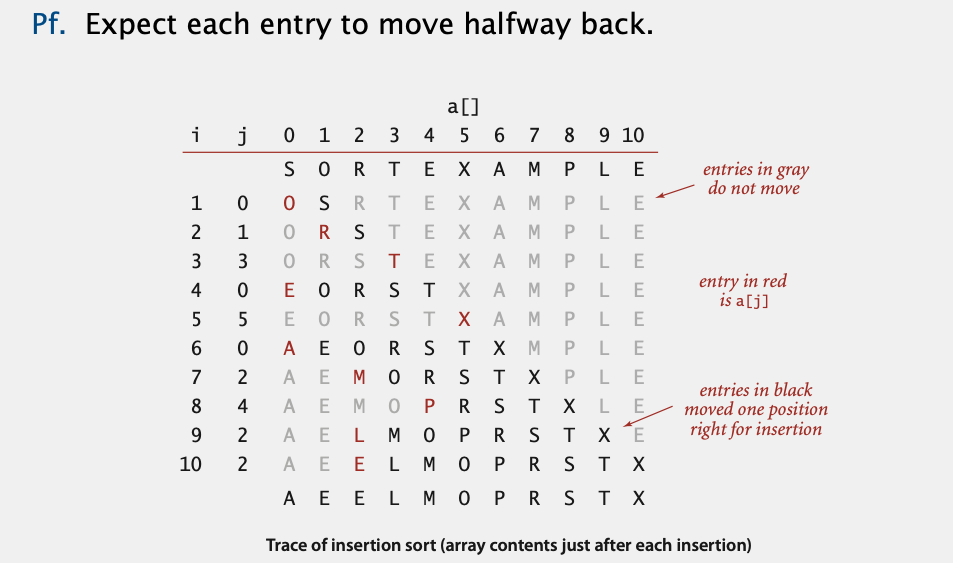 Pf. Expect each entry to move halfway back.
a[]
i j 0 1 2 3 4 5 6 7 8 9 10
S O R T E X A M P L E
entries in gray
do not move
1 0 O S R T E X A M P L E
2 1 O R S T E X A M P L E
3 3 O R S T E X A M P L E
entry in red
is a[j]
4 0 E O R S T X A M P L E
5 5 E O R S T X A M P L E
6 0 A E O R S T X M P L E
7 2 A E M O R S T X P L E
entries in black
moved one position
right for insertion
8 4 A E M O P R S T X L E
9 2 A E L M O P R S T X E
10 2 A E E L M O P R S T X
A E E L M O P R S T X
Trace of insertion sort (array contents just after each insertion)